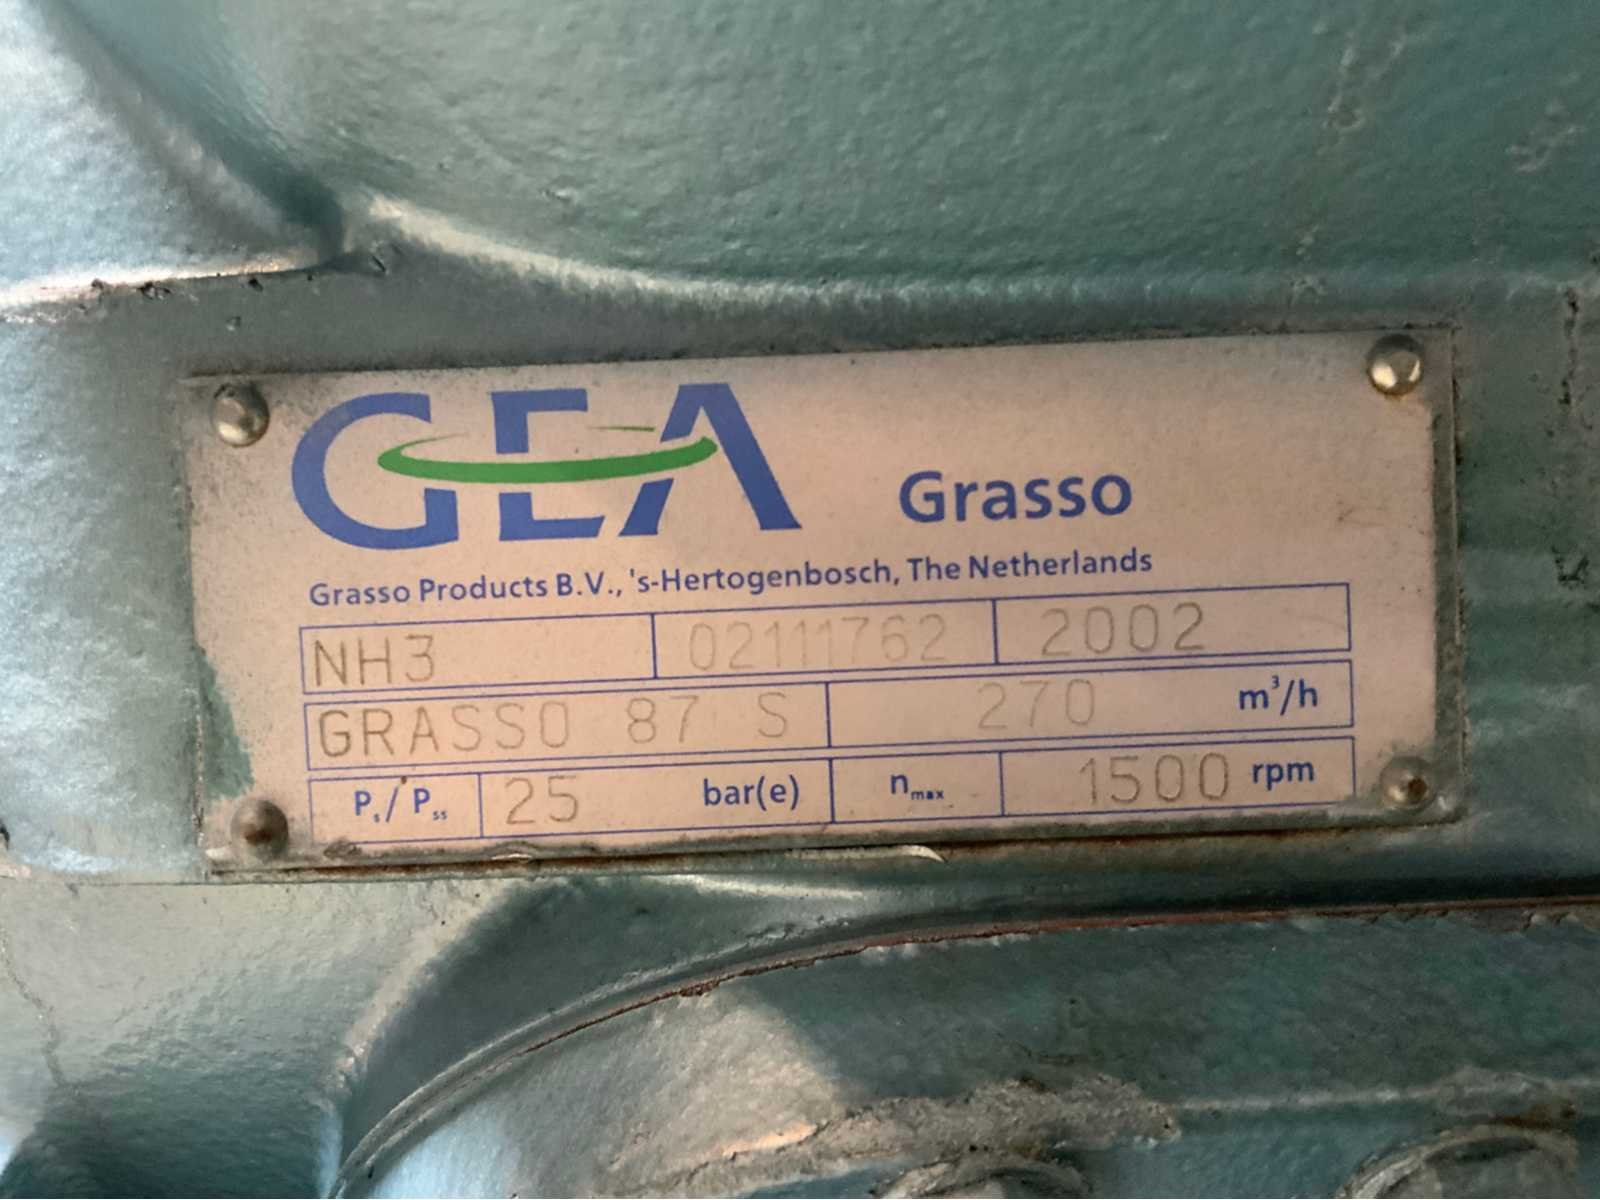 GEA Grasso
Grasso Products B.V., 's-Hertogenbosch, The Netherlands
NH3 02111762 2002
GRASSO 87 S 270 m³/h
Ps/Pss 25 bar(e) nmax 1500 rpm